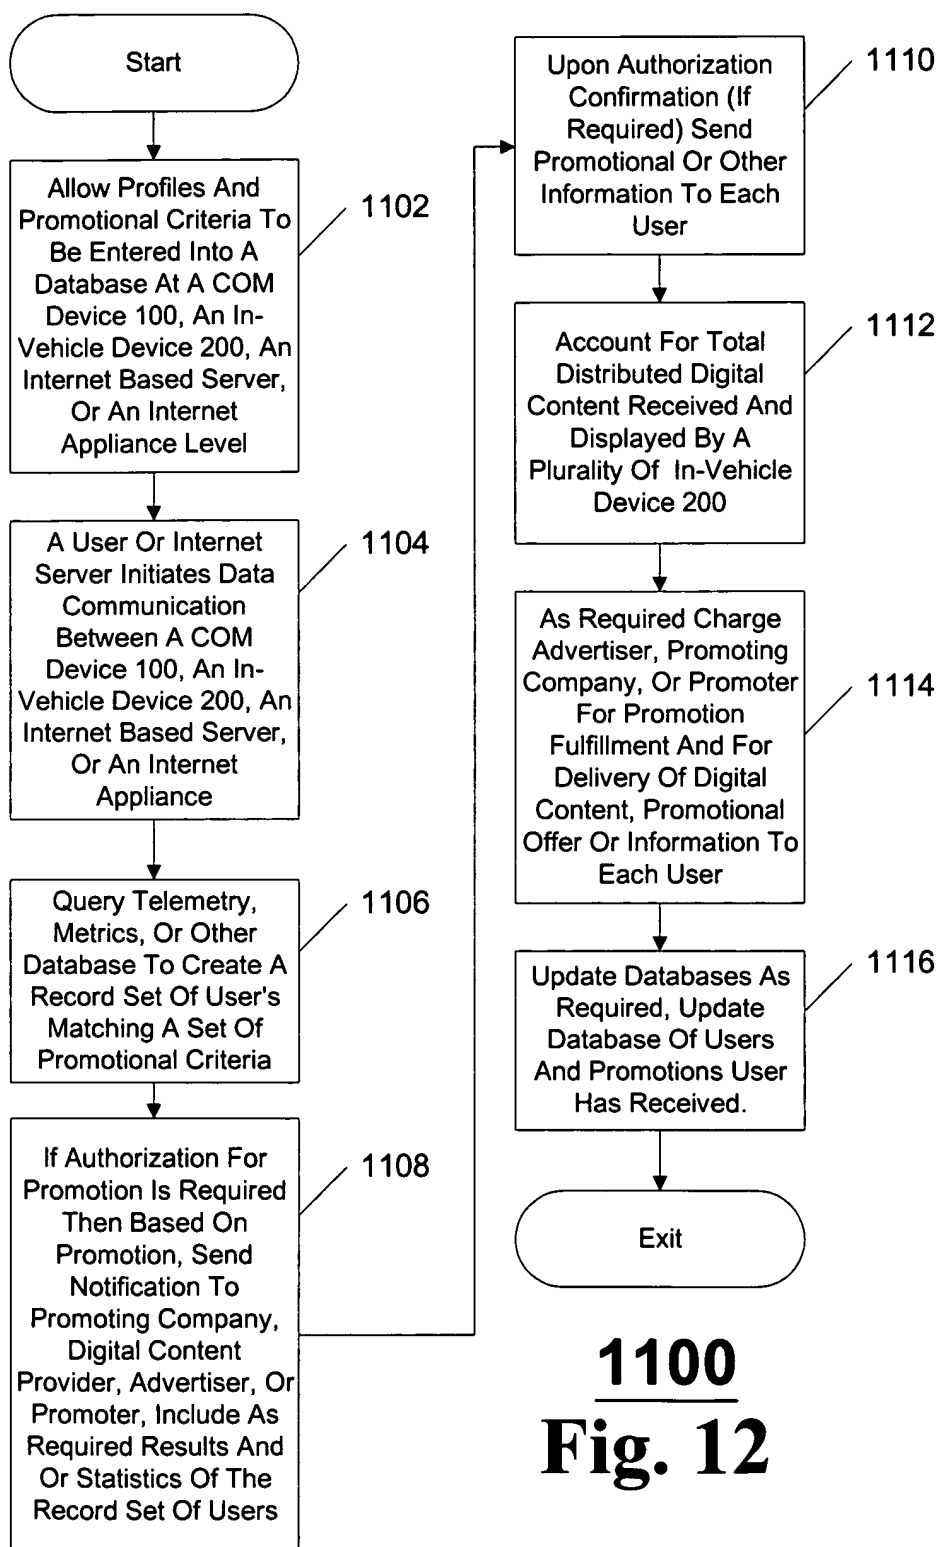 Start
Allow Profiles And
Promotional Criteria To
Be Entered Into A
Database At A COM
Device 100, An In-
Vehicle Device 200, An
Internet Based Server,
Or An Internet
Appliance Level
1102
A User Or Internet
Server Initiates Data
Communication
Between A COM
Device 100, An In-
Vehicle Device 200, An
Internet Based Server,
Or An Internet
Appliance
1104
Query Telemetry,
Metrics, Or Other
Database To Create A
Record Set Of User's
Matching A Set Of
Promotional Criteria
1106
If Authorization For
Promotion Is Required
Then Based On
Promotion, Send
Notification To
Promoting Company,
Digital Content
Provider, Advertiser, Or
Promoter, Include As
Required Results And
Or Statistics Of The
Record Set Of Users
1108
Upon Authorization
Confirmation (If
Required) Send
Promotional Or Other
Information To Each
User
1110
Account For Total
Distributed Digital
Content Received And
Displayed By A
Plurality Of In-Vehicle
Device 200
1112
As Required Charge
Advertiser, Promoting
Company, Or Promoter
For Promotion
Fulfillment And For
Delivery Of Digital
Content, Promotional
Offer Or Information To
Each User
1114
Update Databases As
Required, Update
Database Of Users
And Promotions User
Has Received.
1116
Exit
1100
Fig. 12